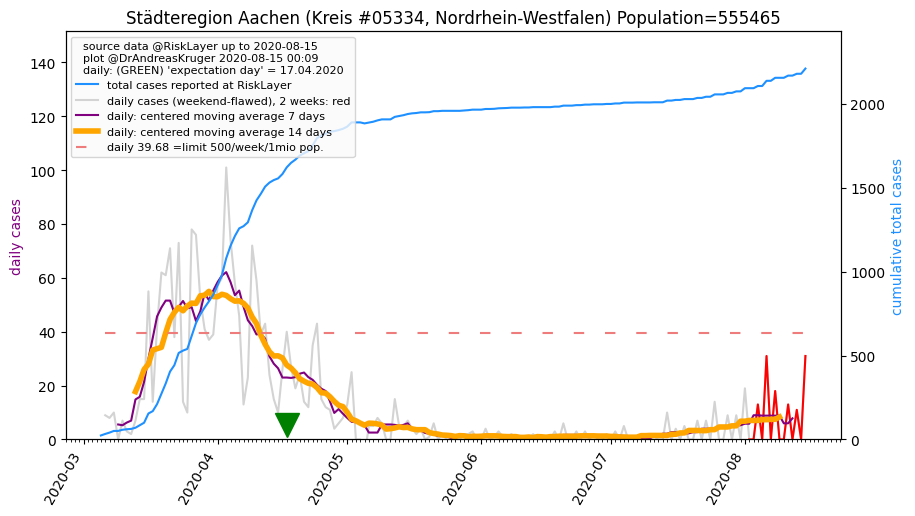 Städteregion Aachen (Kreis #05334, Nordrhein-Westfalen) Population=555465
source data @RiskLayer up to 2020-08-15
plot @DrAndreasKruger 2020-08-15 00:09
daily: (GREEN) 'expectation day' = 17.04.2020
total cases reported at RiskLayer
daily cases (weekend-flawed), 2 weeks: red
daily: centered moving average 7 days
daily: centered moving average 14 days
daily 39.68 =limit 500/week/1mio pop.
daily cases
140
120
100
80
60
40
20
0
2000
1500
1000
500
0
cumulative total cases
2020-03
2020-04
2020-05
2020-06
2020-07
2020-08